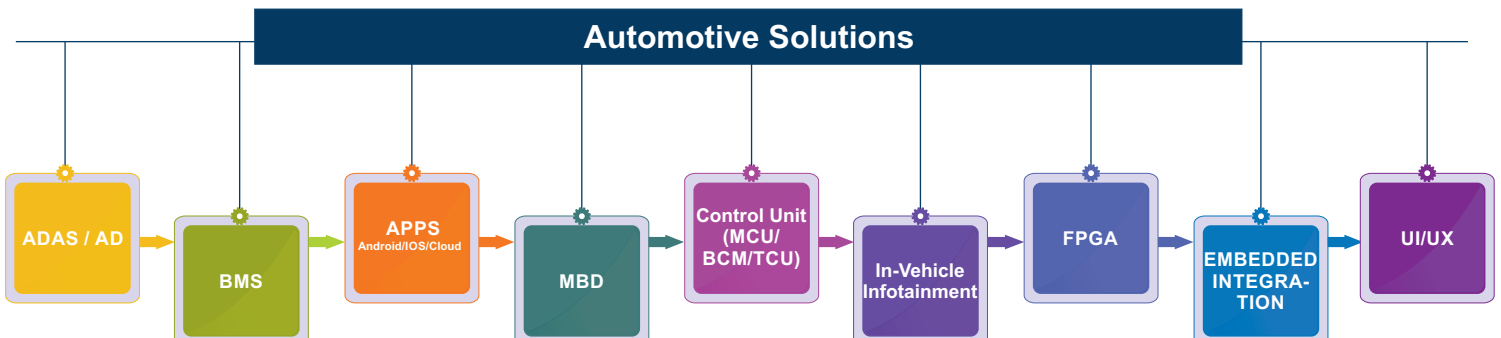 Automotive Solutions
ADAS / AD
BMS
APPS
Android/IOS/Cloud
MBD
Control Unit
(MCU/
BCM/TCU)
In-Vehicle
Infotainment
FPGA
EMBEDDED
INTEGRA-
TION
UI/UX